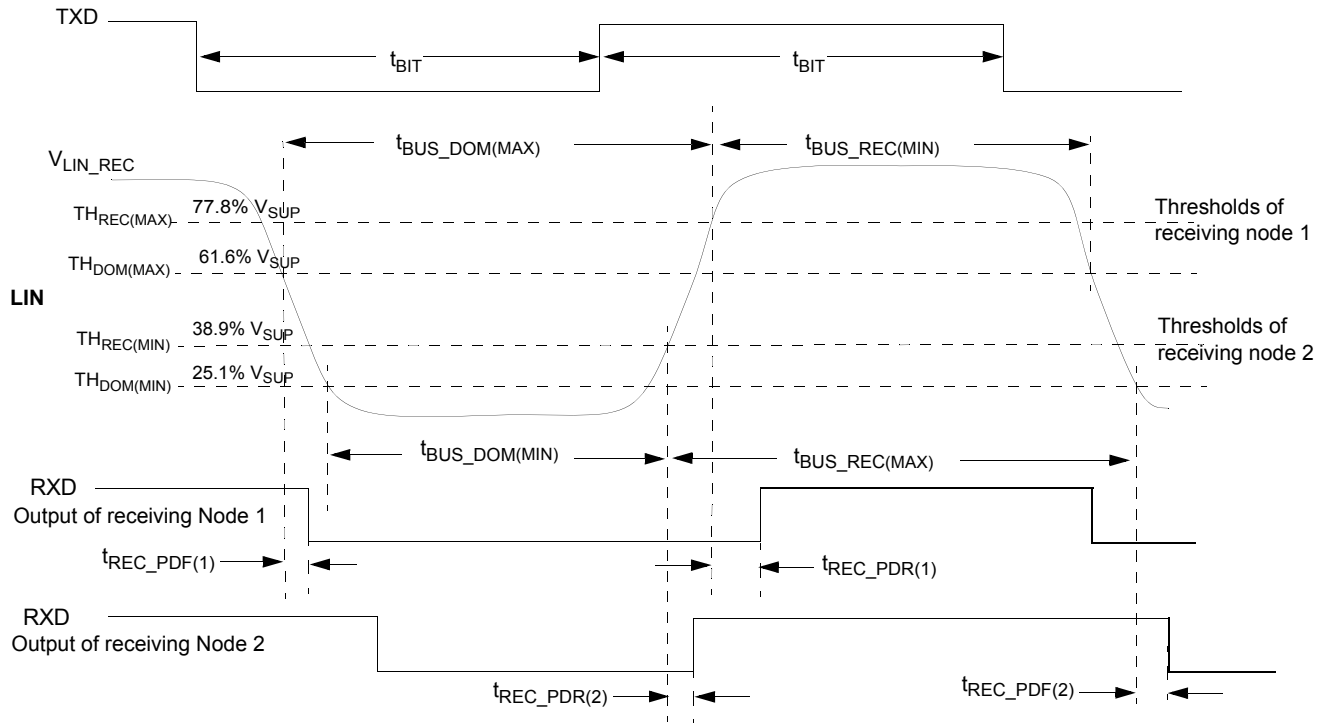 TXD
tBIT
tBIT
tBUS_DOM(MAX)
tBUS_REC(MIN)
VLIN_REC
THREC(MAX) 77.8% VSUP
Thresholds of
receiving node 1
THDOM(MAX) 61.6% VSUP
LIN
THREC(MIN) 38.9% VSUP
Thresholds of
receiving node 2
THDOM(MIN) 25.1% VSUP
tBUS_DOM(MIN)
tBUS_REC(MAX)
RXD
Output of receiving Node 1
tREC_PDF(1)
tREC_PDR(1)
RXD
Output of receiving Node 2
tREC_PDR(2)
tREC_PDF(2)